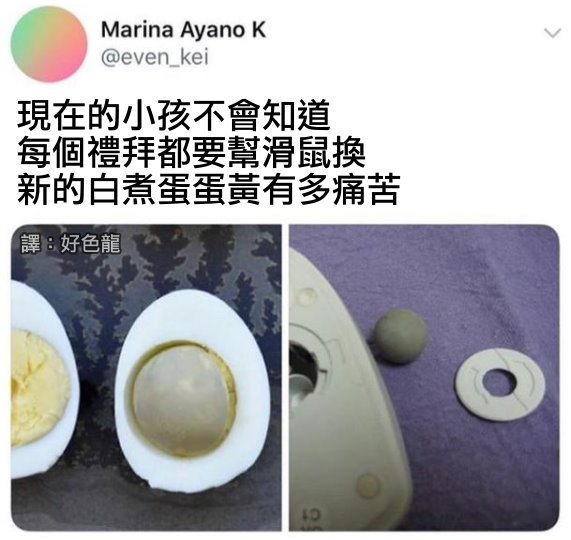 Marina Ayano K
@even_kei
現在的小孩不會知道
每個禮拜都要幫滑鼠換
新的白煮蛋蛋黃有多痛苦
譯：好色龍